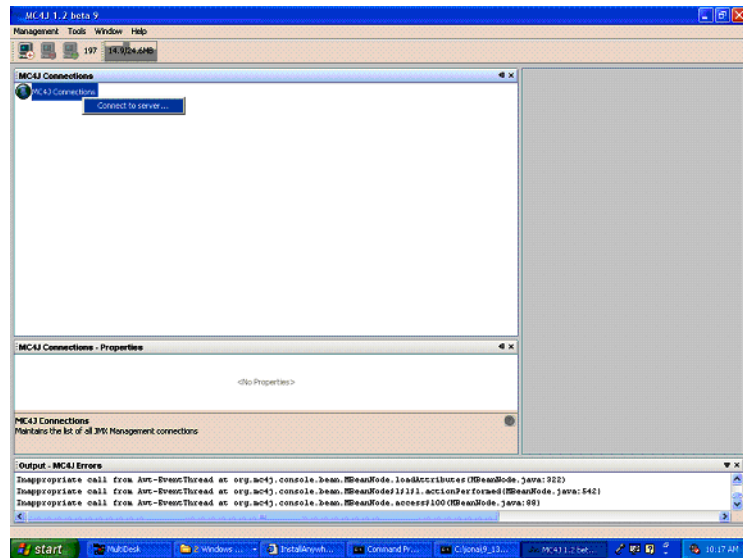 MC4J 1.2 beta 9
Management Tools Window Help
197 14.9/24.6MB
MC4J Connections
MC4J Connections
Connect to server...
MC4J Connections - Properties
<No Properties>
MC4J Connections
Maintains the list of all JMX Management connections
Output - MC4J Errors
Inappropriate call from Awt-EventThread at org.mc4j.console.bean.MBeanNode.loadAttributes(MBeanNode.java:322)
Inappropriate call from Awt-EventThread at org.mc4j.console.bean.MBeanNode$1$1$1.actionPerformed(MBeanNode.java:542)
Inappropriate call from Awt-EventThread at org.mc4j.console.bean.MBeanNode.access$100(MBeanNode.java:88)
start MultiDesk 2 Windows ... InstallAnywh... Command Pr... C:\jona\9_13... MC4J 1.2 bet... 10:17 AM